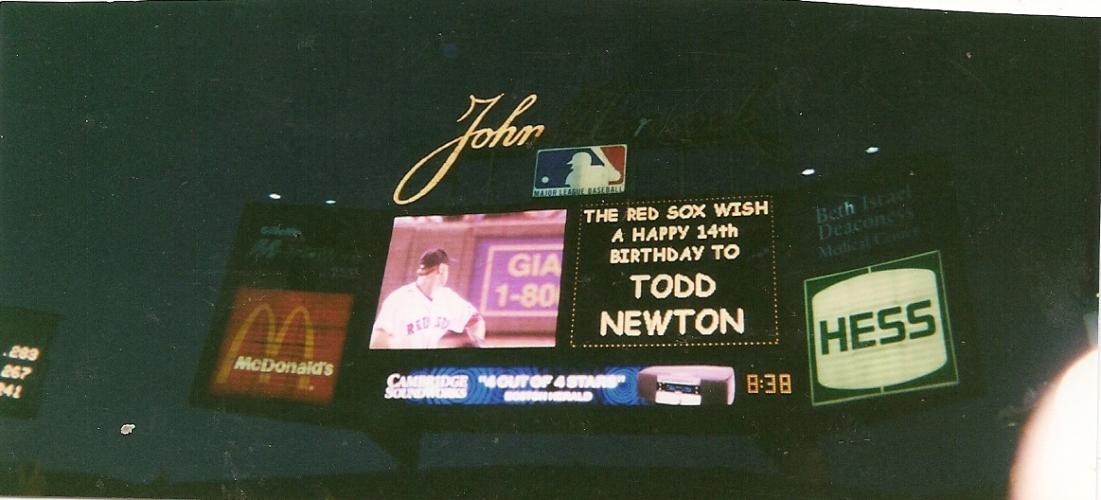 John
MAJOR LEAGUE BASEBALL
THE RED SOX WISH
A HAPPY 14th
BIRTHDAY TO
TODD
NEWTON
GIA
1-80
RED SOX
Gillette
Beth Israel
Deaconess
Medical Center
McDonald's
HESS
.289
.267
CAMBRIDGE
SOUNDWORKS
"4 OUT OF 4 STARS"
BOSTON HERALD
8:38